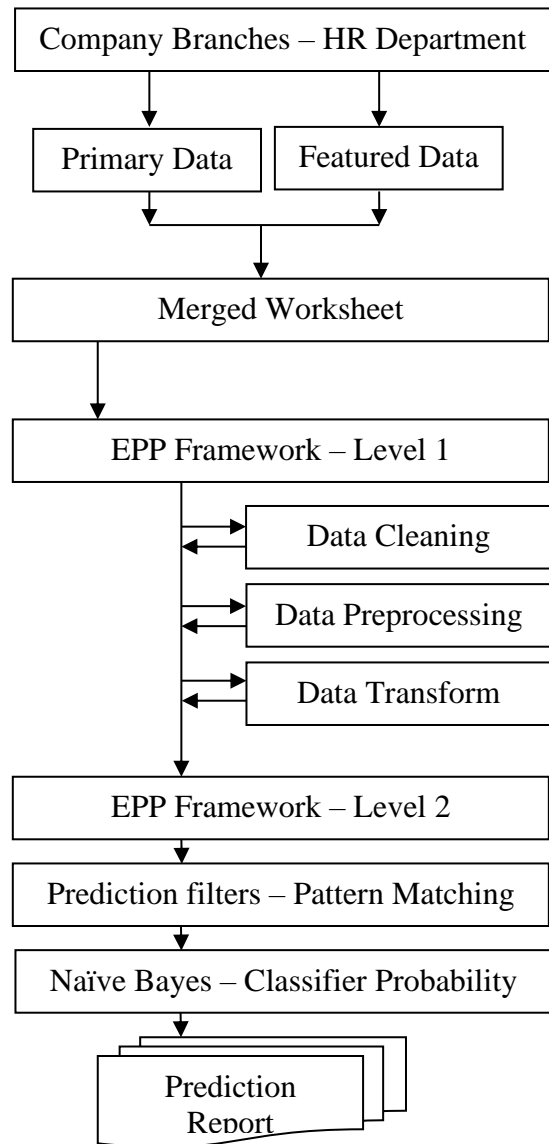 Company Branches – HR Department
Primary Data
Featured Data
Merged Worksheet
EPP Framework – Level 1
Data Cleaning
Data Preprocessing
Data Transform
EPP Framework – Level 2
Prediction filters – Pattern Matching
Naïve Bayes – Classifier Probability
Prediction
Report